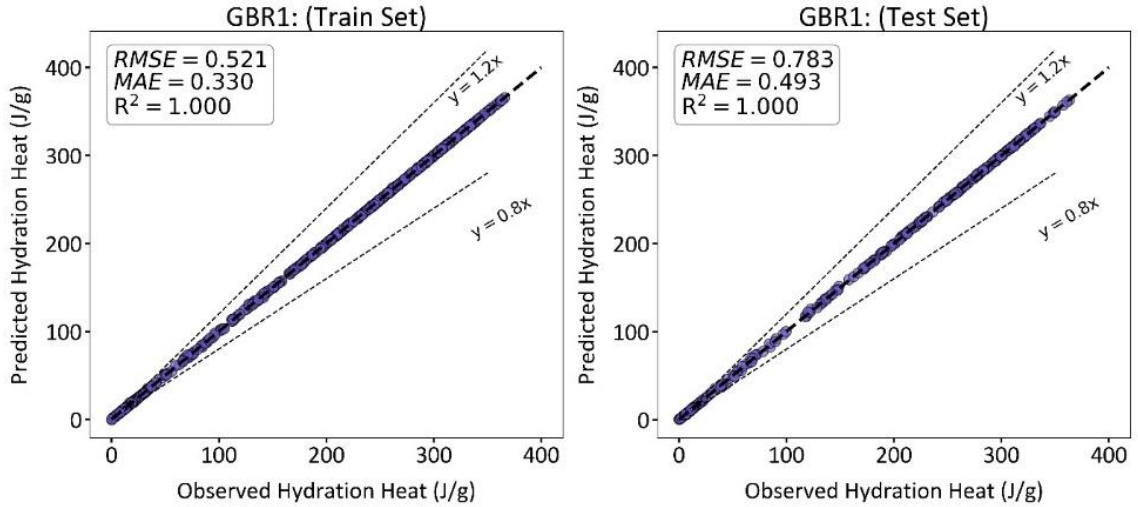 GBR1: (Train Set)
RMSE = 0.521
MAE = 0.330
R² = 1.000
y = 1.2x
y = 0.8x
400
300
200
100
0
0 100 200 300 400
Predicted Hydration Heat (J/g)
Observed Hydration Heat (J/g)
GBR1: (Test Set)
RMSE = 0.783
MAE = 0.493
R² = 1.000
y = 1.2x
y = 0.8x
400
300
200
100
0
0 100 200 300 400
Predicted Hydration Heat (J/g)
Observed Hydration Heat (J/g)